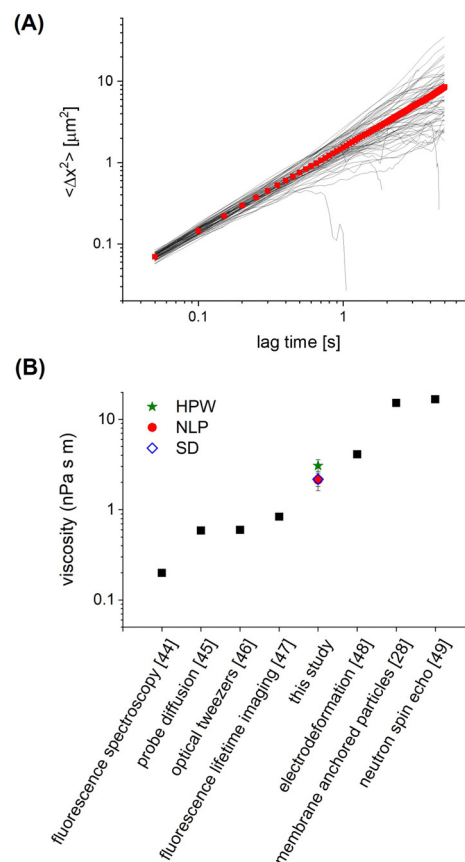 (A)
<Δx²> [μm²]
10
1
0.1
0.1
1
lag time [s]
(B)
viscosity (nPa s m)
10
1
0.1
HPW
NLP
SD
fluorescence spectroscopy [44]
probe diffusion [45]
optical tweezers [46]
fluorescence lifetime imaging [47]
this study
electrodeformation [48]
membrane anchored particles [28]
neutron spin echo [49]